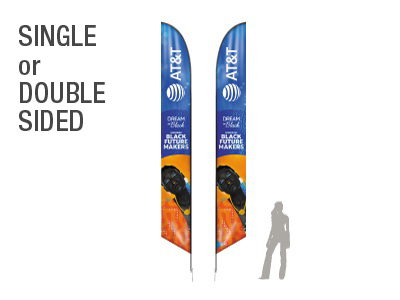 SINGLE
or
DOUBLE
SIDED
AT&T
DREAM
in Black
BLACK
FUTURE
MAKERS
AT&T
DREAM
in Black
BLACK
FUTURE
MAKERS